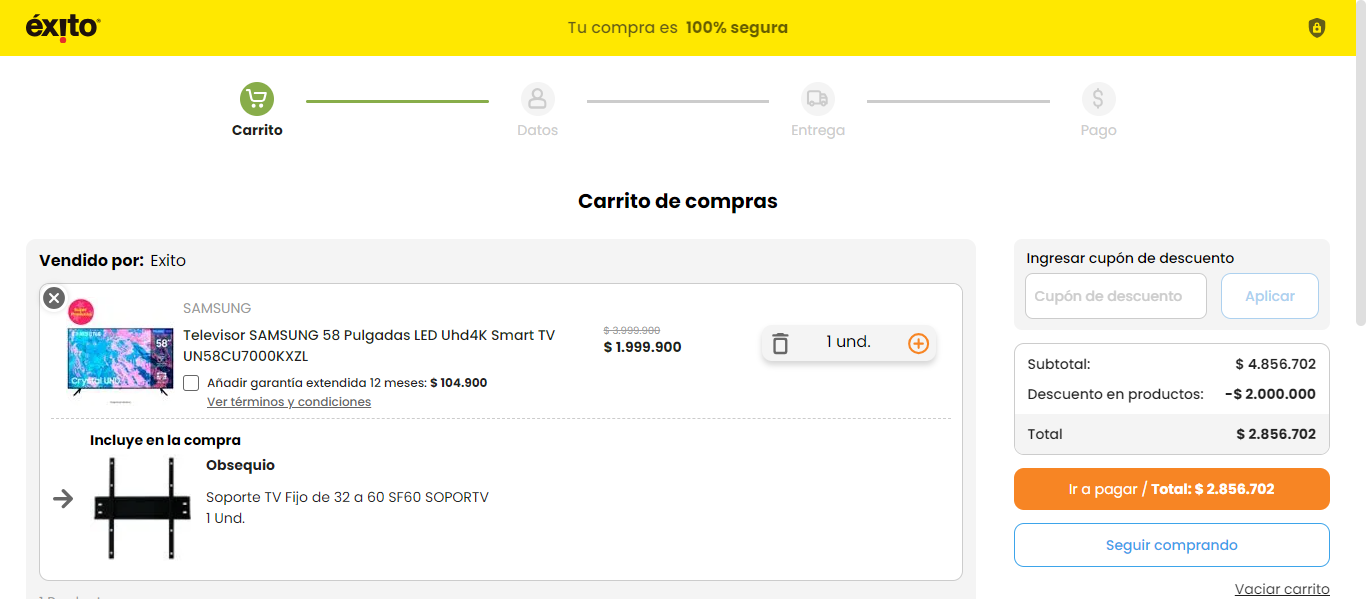 éxito
Tu compra es 100% segura
Carrito
Datos
Entrega
Pago
Carrito de compras
Vendido por: Exito
SAMSUNG
Televisor SAMSUNG 58 Pulgadas LED Uhd4K Smart TV
UN58CU7000KXZL
Añadir garantía extendida 12 meses: $ 104.900
Ver términos y condiciones
58"
Crystal UHD
$ 3.999.900
$ 1.999.900
1 und.
Incluye en la compra
Obsequio
Soporte TV Fijo de 32 a 60 SF60 SOPORTV
1 Und.
Ingresar cupón de descuento
Cupón de descuento
Aplicar
Subtotal: $ 4.856.702
Descuento en productos: -$ 2.000.000
Total $ 2.856.702
Ir a pagar / Total: $ 2.856.702
Seguir comprando
Vaciar carrito